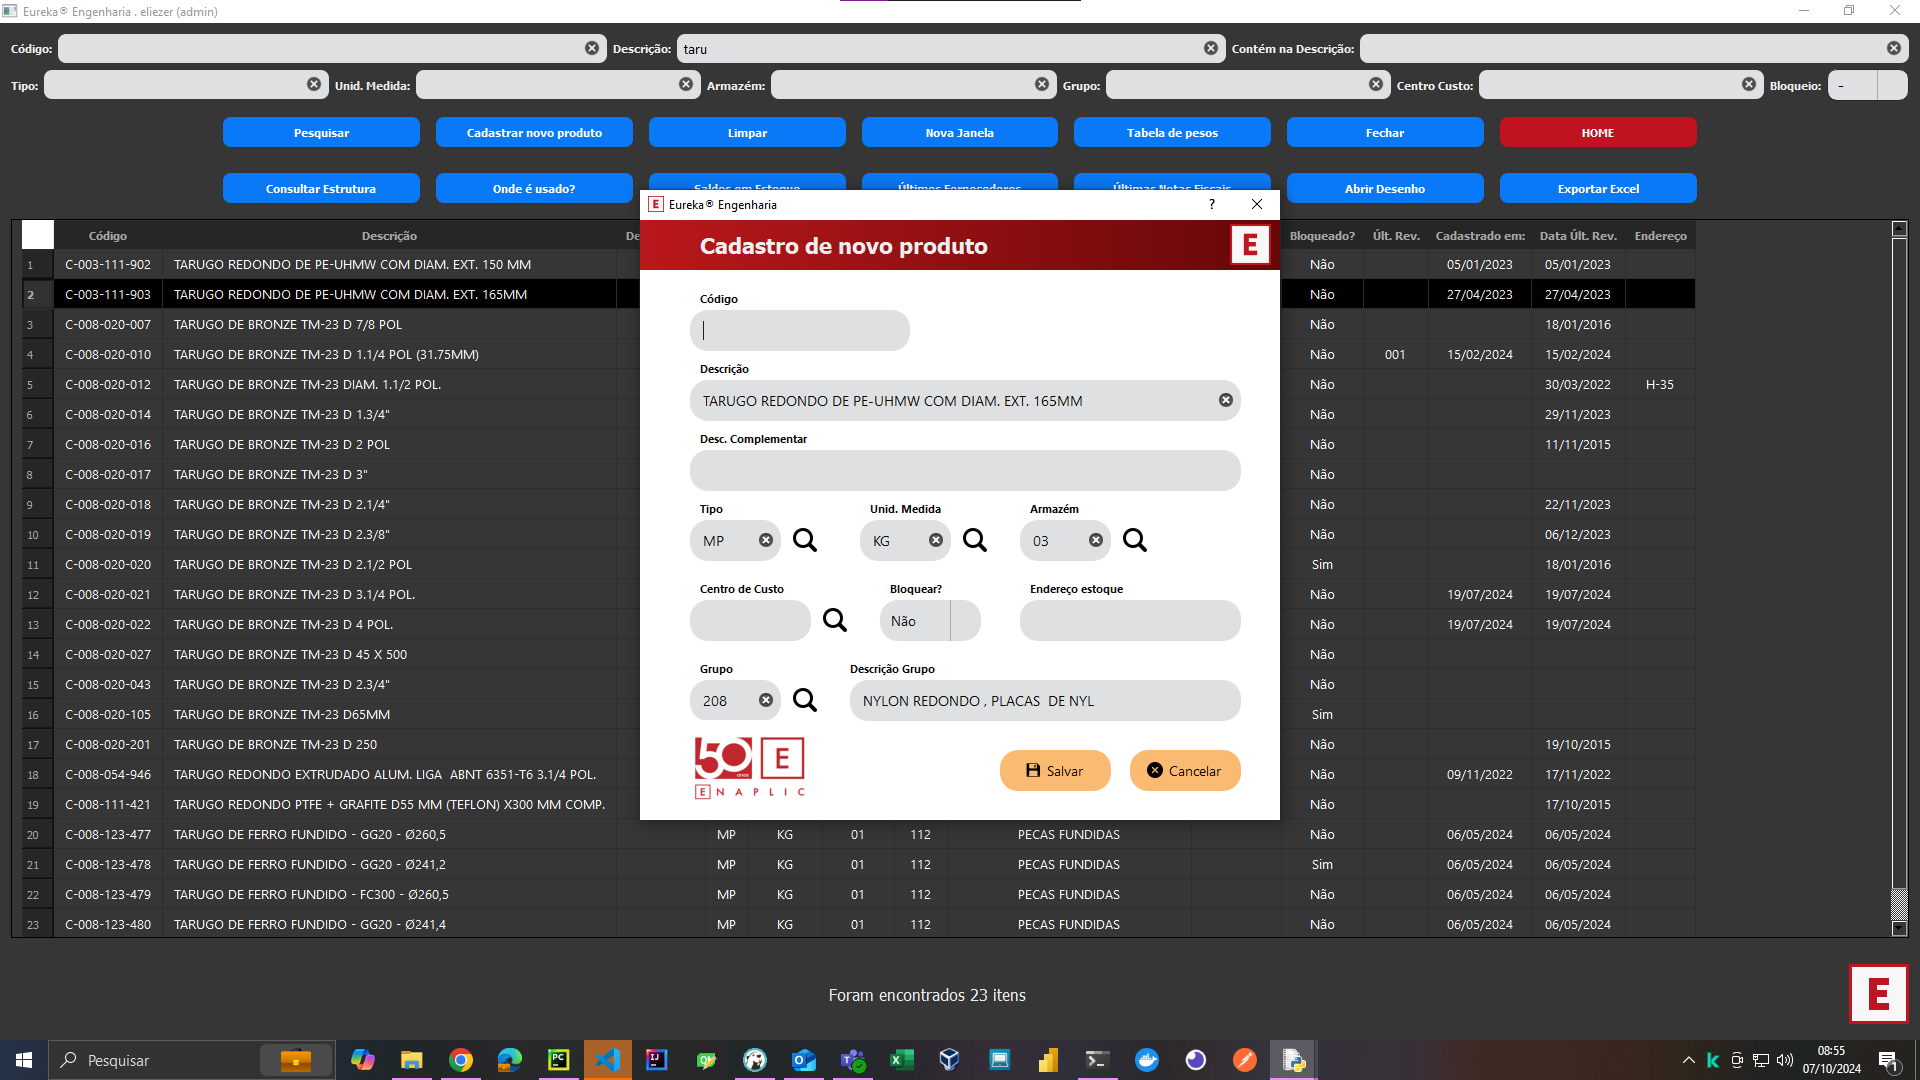 Eureka® Engenharia . eliezer (admin)
Código: Descrição: taru Contém na Descrição:
Tipo: Unid. Medida: Armazém: Grupo: Centro Custo: Bloqueio: -
Pesquisar Cadastrar novo produto Limpar Nova Janela Tabela de pesos Fechar HOME
Consultar Estrutura Onde é usado? Saldos em Estoque Últimos Fornecedores Últimas Notas Fiscais Abrir Desenho Exportar Excel
Eureka® Engenharia ?
Cadastro de novo produto E
Código
Descrição
TARUGO REDONDO DE PE-UHMW COM DIAM. EXT. 165MM
Desc. Complementar
Tipo Unid. Medida Armazém
MP KG 03
Centro de Custo Bloquear? Endereço estoque
Não
Grupo Descrição Grupo
208 NYLON REDONDO , PLACAS  DE NYL
50 anos E
ENAPLIC
Salvar Cancelar
Código Descrição De Bloqueado? Últ. Rev. Cadastrado em: Data Últ. Rev. Endereço
1 C-003-111-902 TARUGO REDONDO DE PE-UHMW COM DIAM. EXT. 150 MM Não 05/01/2023 05/01/2023
2 C-003-111-903 TARUGO REDONDO DE PE-UHMW COM DIAM. EXT. 165MM Não 27/04/2023 27/04/2023
3 C-008-020-007 TARUGO DE BRONZE TM-23 D 7/8 POL Não 18/01/2016
4 C-008-020-010 TARUGO DE BRONZE TM-23 D 1.1/4 POL (31.75MM) Não 001 15/02/2024 15/02/2024
5 C-008-020-012 TARUGO DE BRONZE TM-23 DIAM. 1.1/2 POL. Não 30/03/2022 H-35
6 C-008-020-014 TARUGO DE BRONZE TM-23 D 1.3/4" Não 29/11/2023
7 C-008-020-016 TARUGO DE BRONZE TM-23 D 2 POL Não 11/11/2015
8 C-008-020-017 TARUGO DE BRONZE TM-23 D 3" Não
9 C-008-020-018 TARUGO DE BRONZE TM-23 D 2.1/4" Não 22/11/2023
10 C-008-020-019 TARUGO DE BRONZE TM-23 D 2.3/8" Não 06/12/2023
11 C-008-020-020 TARUGO DE BRONZE TM-23 D 2.1/2 POL Sim 18/01/2016
12 C-008-020-021 TARUGO DE BRONZE TM-23 D 3.1/4 POL. Não 19/07/2024 19/07/2024
13 C-008-020-022 TARUGO DE BRONZE TM-23 D 4 POL. Não 19/07/2024 19/07/2024
14 C-008-020-027 TARUGO DE BRONZE TM-23 D 45 X 500 Não
15 C-008-020-043 TARUGO DE BRONZE TM-23 D 2.3/4" Não
16 C-008-020-105 TARUGO DE BRONZE TM-23 D65MM Sim
17 C-008-020-201 TARUGO DE BRONZE TM-23 D 250 Não 19/10/2015
18 C-008-054-946 TARUGO REDONDO EXTRUDADO ALUM. LIGA  ABNT 6351-T6 3.1/4 POL. Não 09/11/2022 17/11/2022
19 C-008-111-421 TARUGO REDONDO PTFE + GRAFITE D55 MM (TEFLON) X300 MM COMP. Não 17/10/2015
20 C-008-123-477 TARUGO DE FERRO FUNDIDO - GG20 - Ø260,5 MP KG 01 112 PECAS FUNDIDAS Não 06/05/2024 06/05/2024
21 C-008-123-478 TARUGO DE FERRO FUNDIDO - GG20 - Ø241,2 MP KG 01 112 PECAS FUNDIDAS Sim 06/05/2024 06/05/2024
22 C-008-123-479 TARUGO DE FERRO FUNDIDO - FC300 - Ø260,5 MP KG 01 112 PECAS FUNDIDAS Não 06/05/2024 06/05/2024
23 C-008-123-480 TARUGO DE FERRO FUNDIDO - GG20 - Ø241,4 MP KG 01 112 PECAS FUNDIDAS Não 06/05/2024 06/05/2024
Foram encontrados 23 itens
E
Pesquisar
08:55
07/10/2024
1